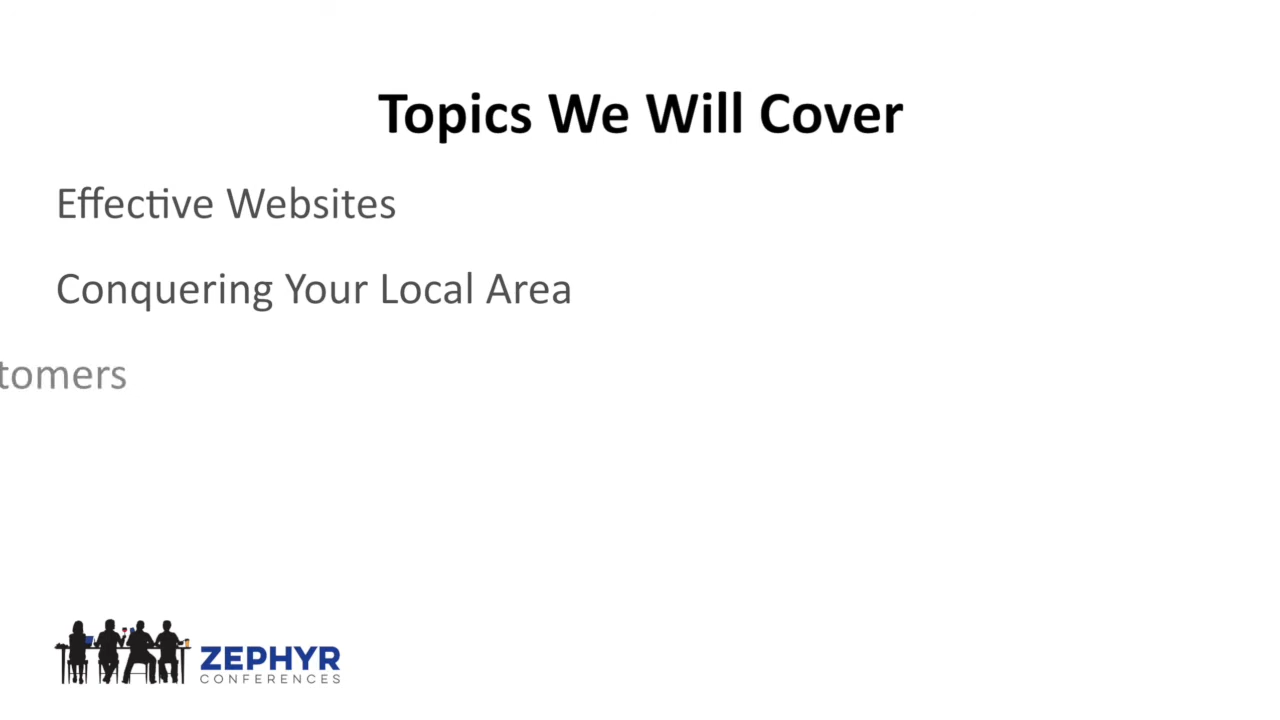 Topics We Will Cover
Effective Websites
Conquering Your Local Area
tomers
ZEPHYR
CONFERENCES